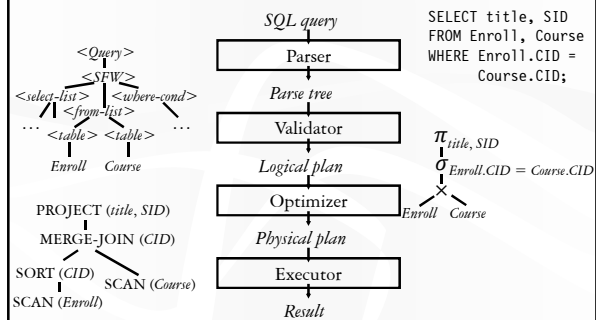 SQL query
Parser
Parse tree
Validator
Logical plan
Optimizer
Physical plan
Executor
Result
<Query>
<SFW>
<select-list> <where-cond>
<from-list>
… <table> <table> …
Enroll Course
SELECT title, SID
FROM Enroll, Course
WHERE Enroll.CID =
Course.CID;
π title, SID
σ Enroll.CID = Course.CID
×
Enroll Course
PROJECT (title, SID)
MERGE-JOIN (CID)
SORT (CID)
SCAN (Course)
SCAN (Enroll)